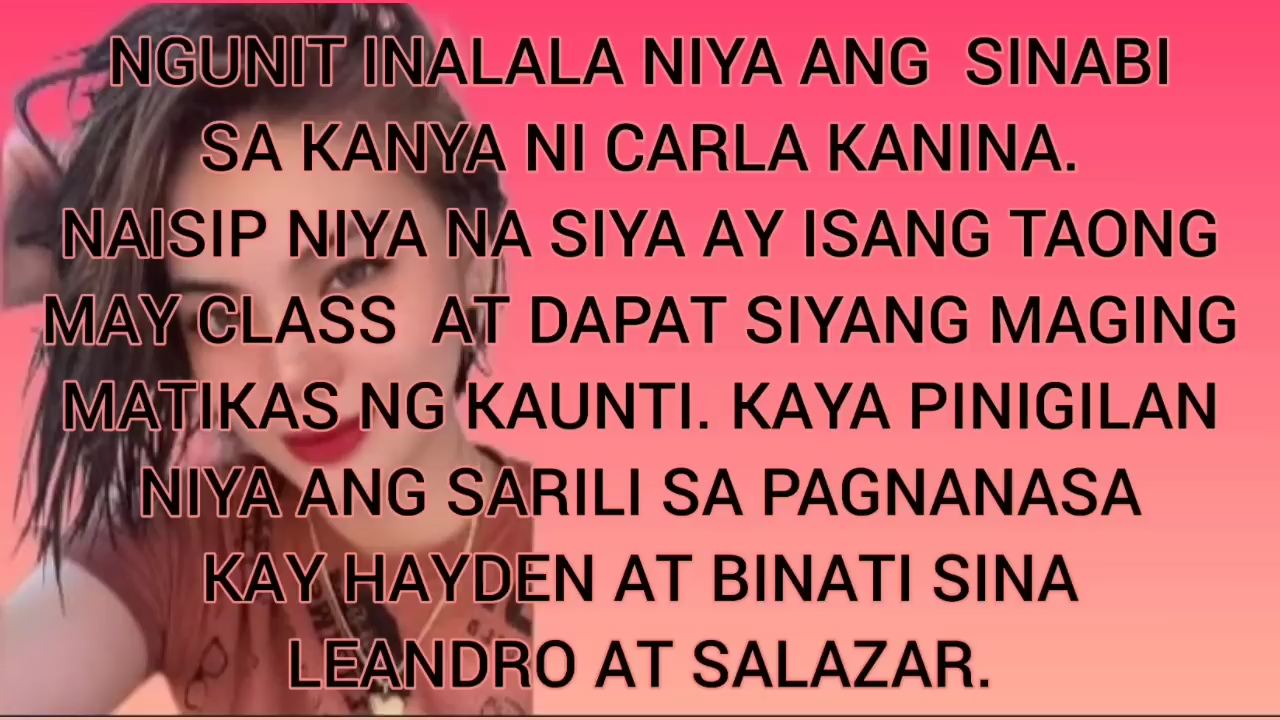 NGUNIT INALALA NIYA ANG SINABI
SA KANYA NI CARLA KANINA.
NAISIP NIYA NA SIYA AY ISANG TAONG
MAY CLASS AT DAPAT SIYANG MAGING
MATIKAS NG KAUNTI. KAYA PINIGILAN
NIYA ANG SARILI SA PAGNANASA
KAY HAYDEN AT BINATI SINA
LEANDRO AT SALAZAR.